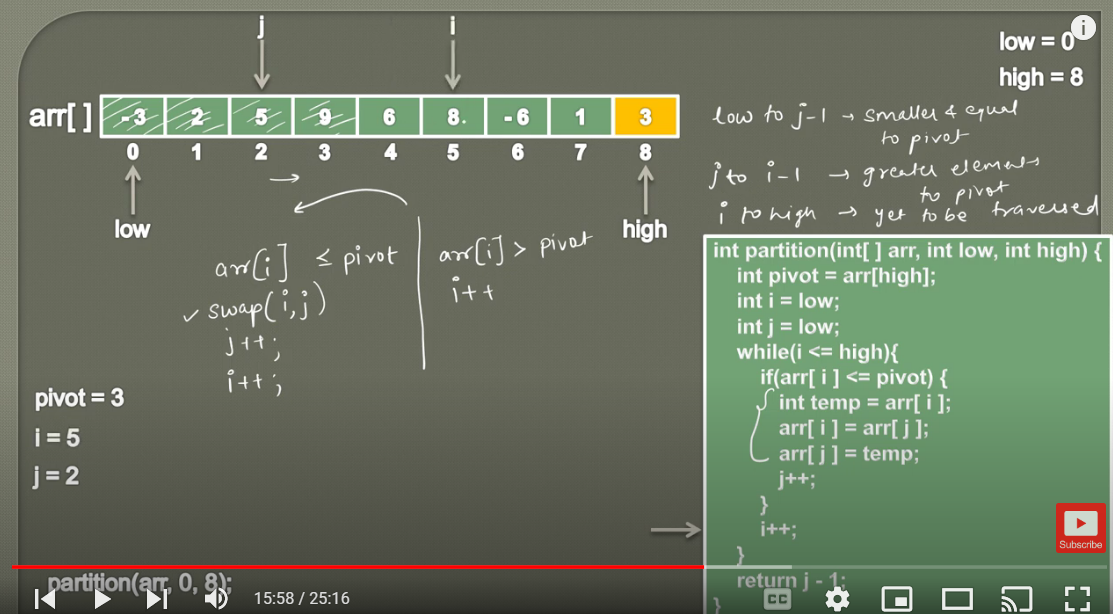 j i
low = 0
high = 8
arr[ ] -3 2 5 9 6 8. -6 1 3
0 1 2 3 4 5 6 7 8
low high
low to j-1 → smaller & equal
to pivot
j to i-1 → greater elements
to pivot
i to high → yet to be traversed
arr[i] ≤ pivot
✓ swap(i,j)
j++;
i++;
arr[i] > pivot
i++
pivot = 3
i = 5
j = 2
int partition(int[ ] arr, int low, int high) {
int pivot = arr[high];
int i = low;
int j = low;
while(i <= high){
if(arr[ i ] <= pivot) {
int temp = arr[ i ];
arr[ i ] = arr[ j ];
arr[ j ] = temp;
j++;
}
i++;
}
return j - 1;
}
partition(arr, 0, 8);
Subscribe
15:58 / 25:16
CC